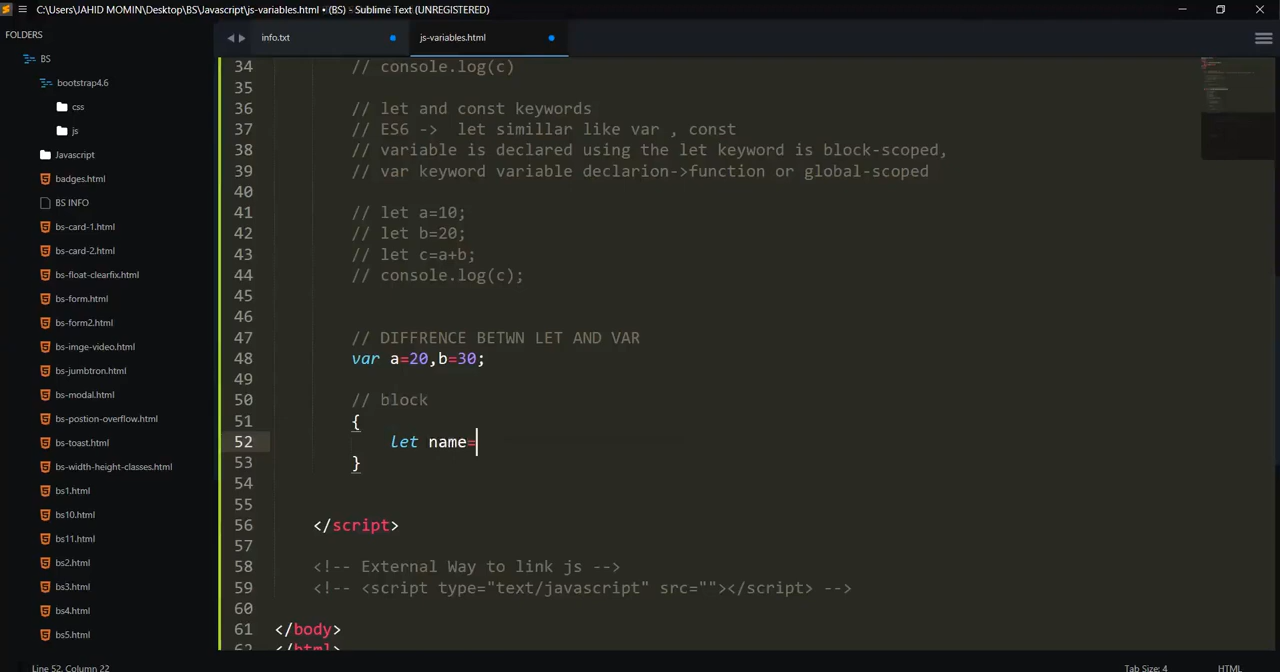 C:\Users\JAHID MOMIN\Desktop\BS\Javascript\js-variables.html • (BS) - Sublime Text (UNREGISTERED)
FOLDERS
BS
bootstrap4.6
css
js
Javascript
badges.html
BS INFO
bs-card-1.html
bs-card-2.html
bs-float-clearfix.html
bs-form.html
bs-form2.html
bs-imge-video.html
bs-jumbtron.html
bs-modal.html
bs-postion-overflow.html
bs-toast.html
bs-width-height-classes.html
bs1.html
bs10.html
bs11.html
bs2.html
bs3.html
bs4.html
bs5.html
info.txt
js-variables.html
34 // console.log(c)
35
36 // let and const keywords
37 // ES6 -> let simillar like var , const
38 // variable is declared using the let keyword is block-scoped,
39 // var keyword variable declarion->function or global-scoped
40
41 // let a=10;
42 // let b=20;
43 // let c=a+b;
44 // console.log(c);
45
46
47 // DIFFRENCE BETWN LET AND VAR
48 var a=20,b=30;
49
50 // block
51 {
52 let name=
53 }
54
55
56 </script>
57
58 <!-- External Way to link js -->
59 <!-- <script type="text/javascript" src=""></script> -->
60
61 </body>
62 </html>
Line 52, Column 22
Tab Size: 4
HTML